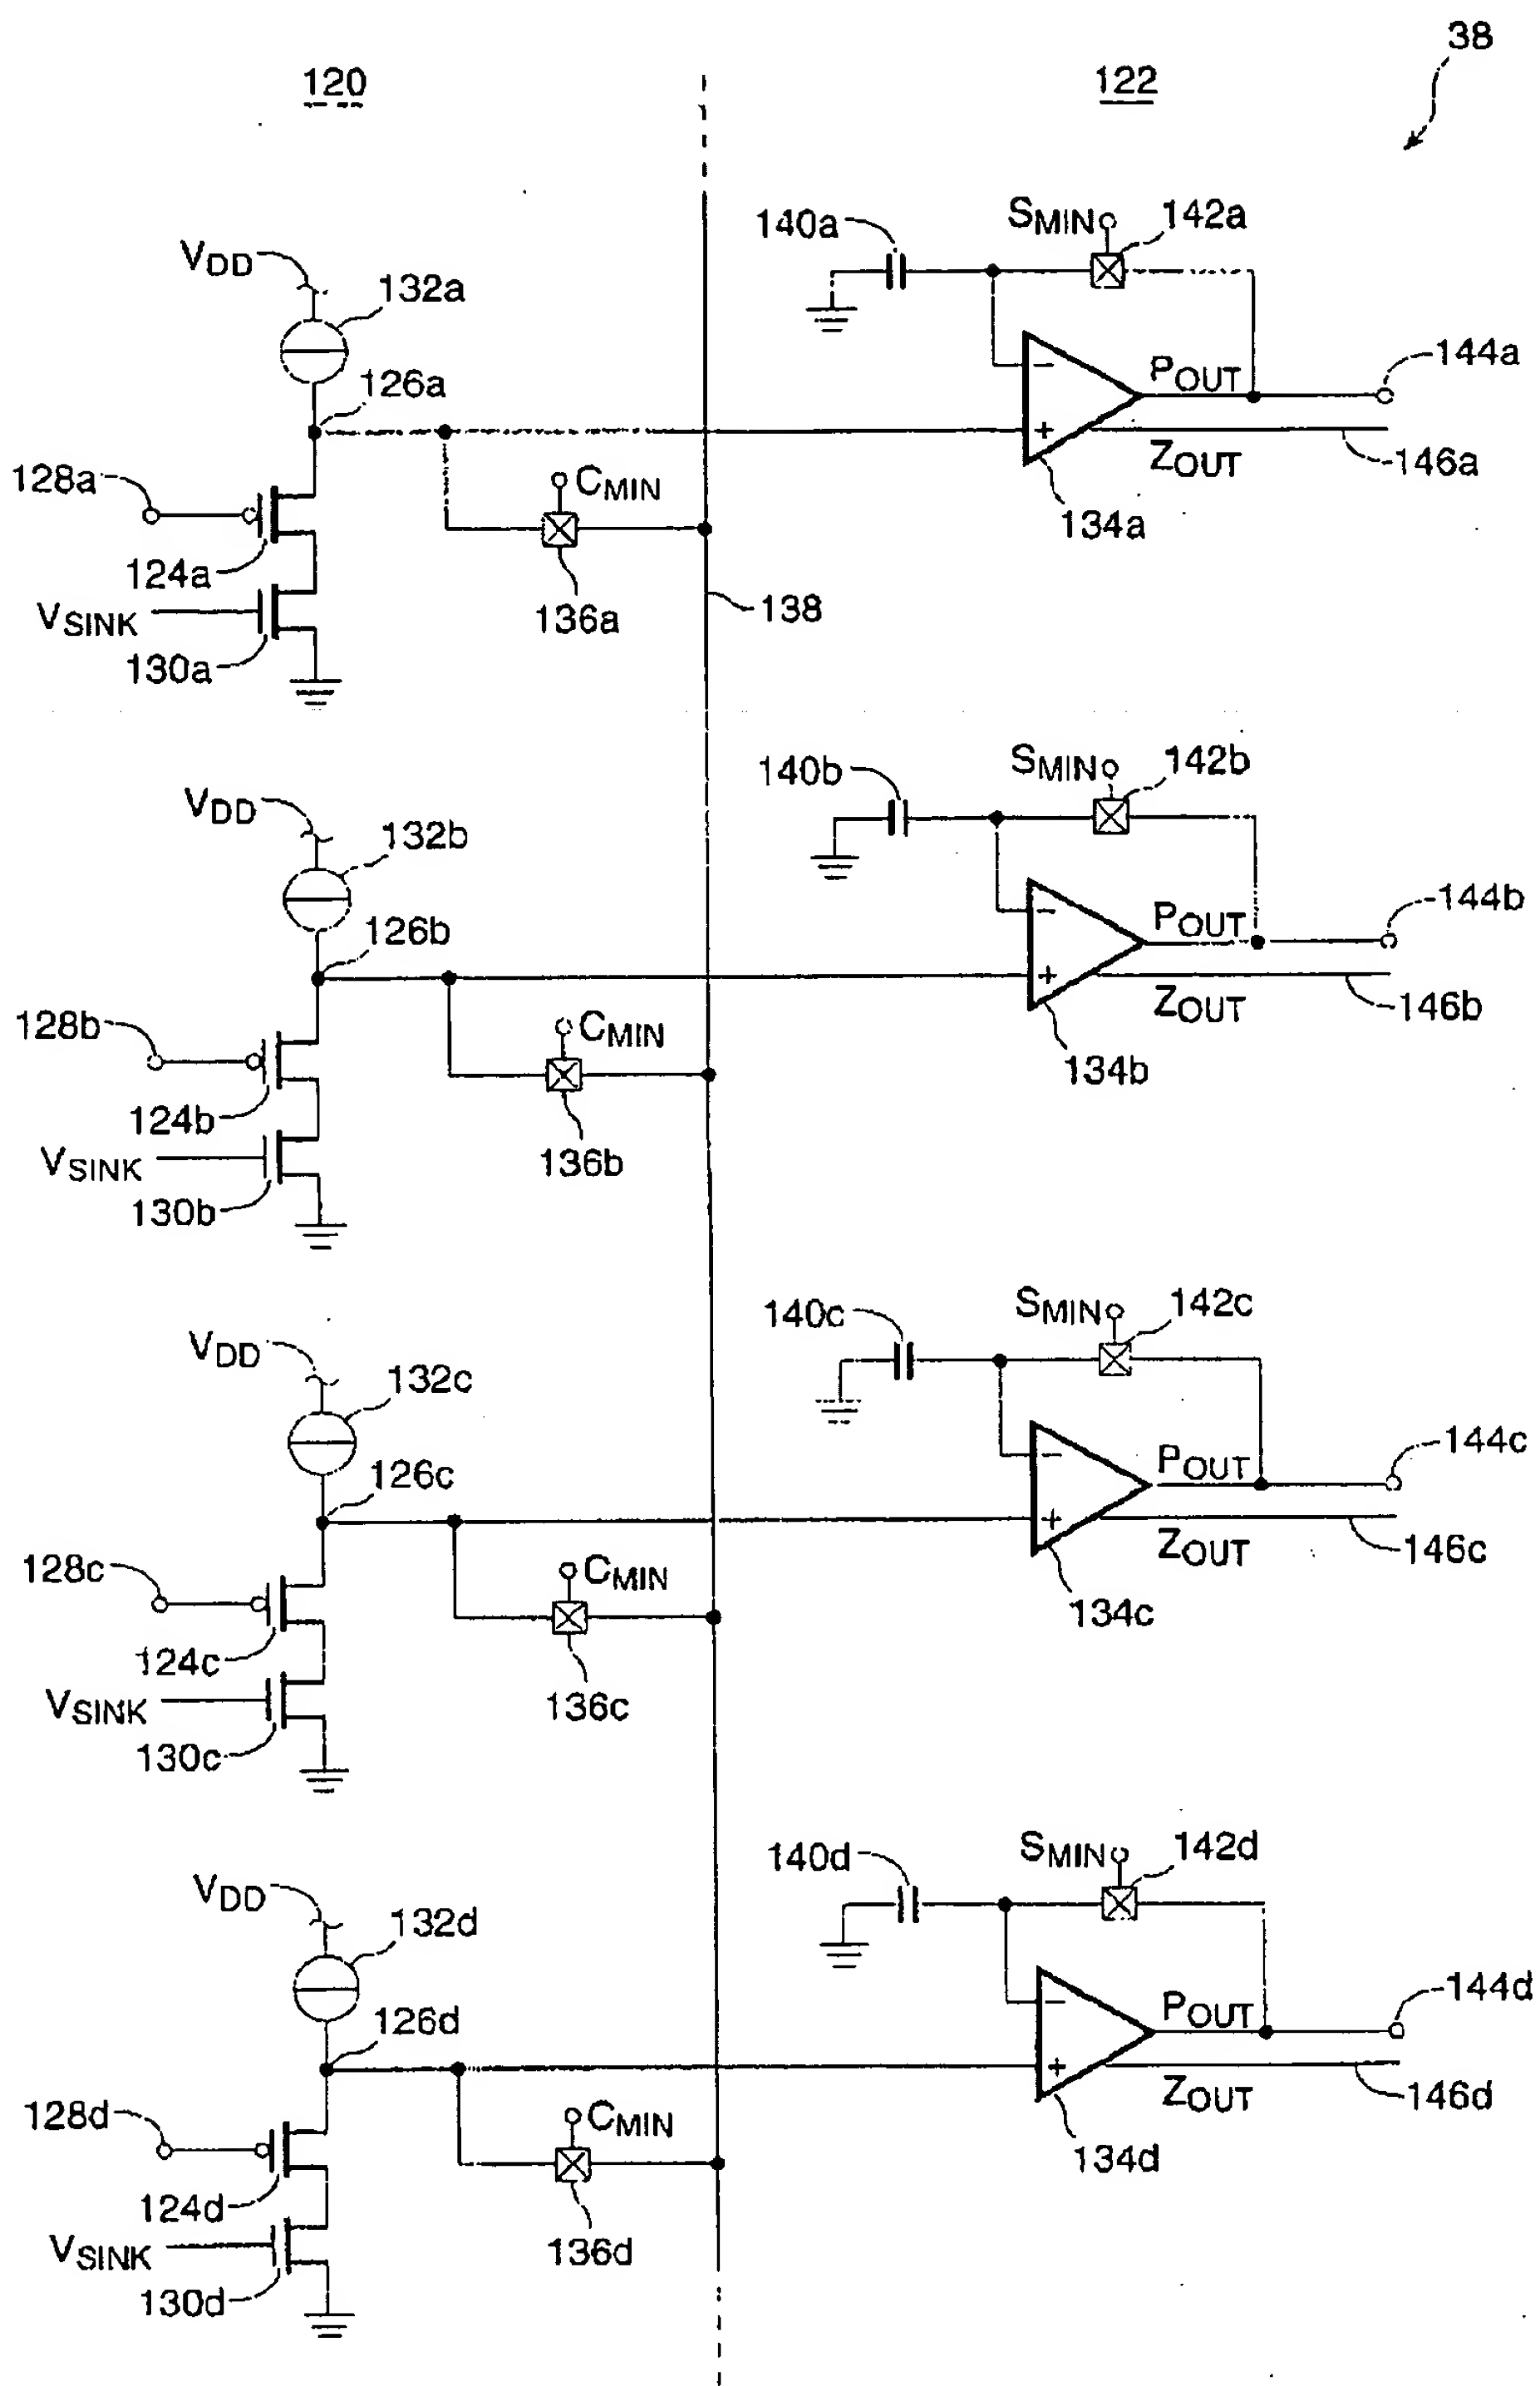 38
120
122
VDD
132a
126a
128a
124a
VSINK
130a
CMIN
136a
138
140a
SMIN
142a
POUT
144a
ZOUT
146a
134a
VDD
132b
126b
128b
124b
VSINK
130b
CMIN
136b
140b
SMIN
142b
POUT
144b
ZOUT
146b
134b
VDD
132c
126c
128c
124c
VSINK
130c
CMIN
136c
140c
SMIN
142c
POUT
144c
ZOUT
146c
134c
VDD
132d
126d
128d
124d
VSINK
130d
CMIN
136d
140d
SMIN
142d
POUT
144d
ZOUT
146d
134d